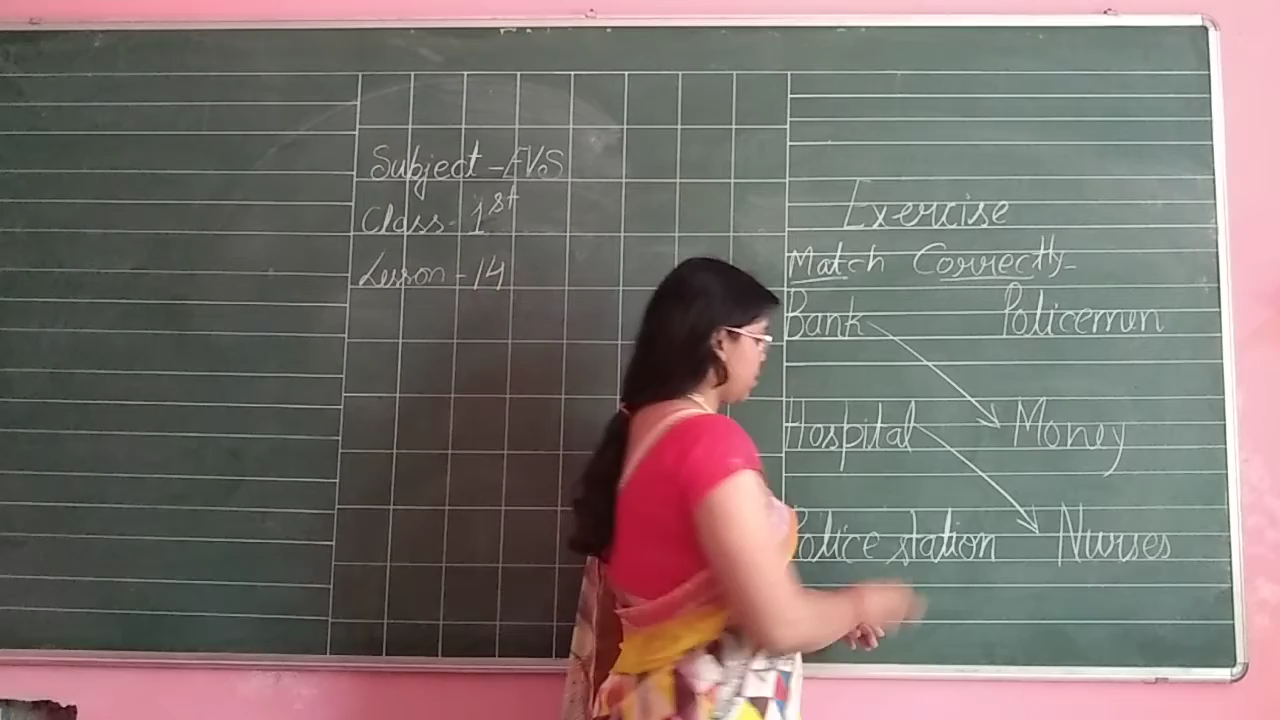 Subject - EVS
Class - 1st
Lesson - 14
Exercise
Match Correctly -
Bank Policemen
Hospital Money
Police station Nurses